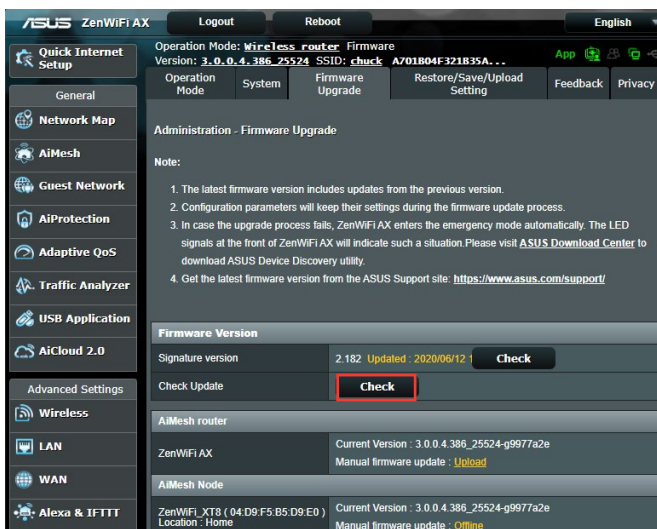 ASUS ZenWiFi AX
Logout
Reboot
English
Quick Internet
Setup
General
Network Map
AiMesh
Guest Network
AiProtection
Adaptive QoS
Traffic Analyzer
USB Application
AiCloud 2.0
Advanced Settings
Wireless
LAN
WAN
Alexa & IFTTT
Operation Mode: Wireless router Firmware
Version: 3.0.0.4.386_25524 SSID: chuck A701B04F321B35A...
App
Operation
Mode
System
Firmware
Upgrade
Restore/Save/Upload
Setting
Feedback
Privacy
Administration - Firmware Upgrade
Note:
1. The latest firmware version includes updates from the previous version.
2. Configuration parameters will keep their settings during the firmware update process.
3. In case the upgrade process fails, ZenWiFi AX enters the emergency mode automatically. The LED
signals at the front of ZenWiFi AX will indicate such a situation.Please visit ASUS Download Center to
download ASUS Device Discovery utility.
4. Get the latest firmware version from the ASUS Support site: https://www.asus.com/support/
Firmware Version
Signature version
2.182 Updated : 2020/06/12
Check
Check Update
Check
AiMesh router
ZenWiFi AX
Current Version : 3.0.0.4.386_25524-g9977a2e
Manual firmware update : Upload
AiMesh Node
ZenWiFi_XT8 ( 04:D9:F5:B5:D9:E0 )
Location : Home
Current Version : 3.0.0.4.386_25524-g9977a2e
Manual firmware update : Offline